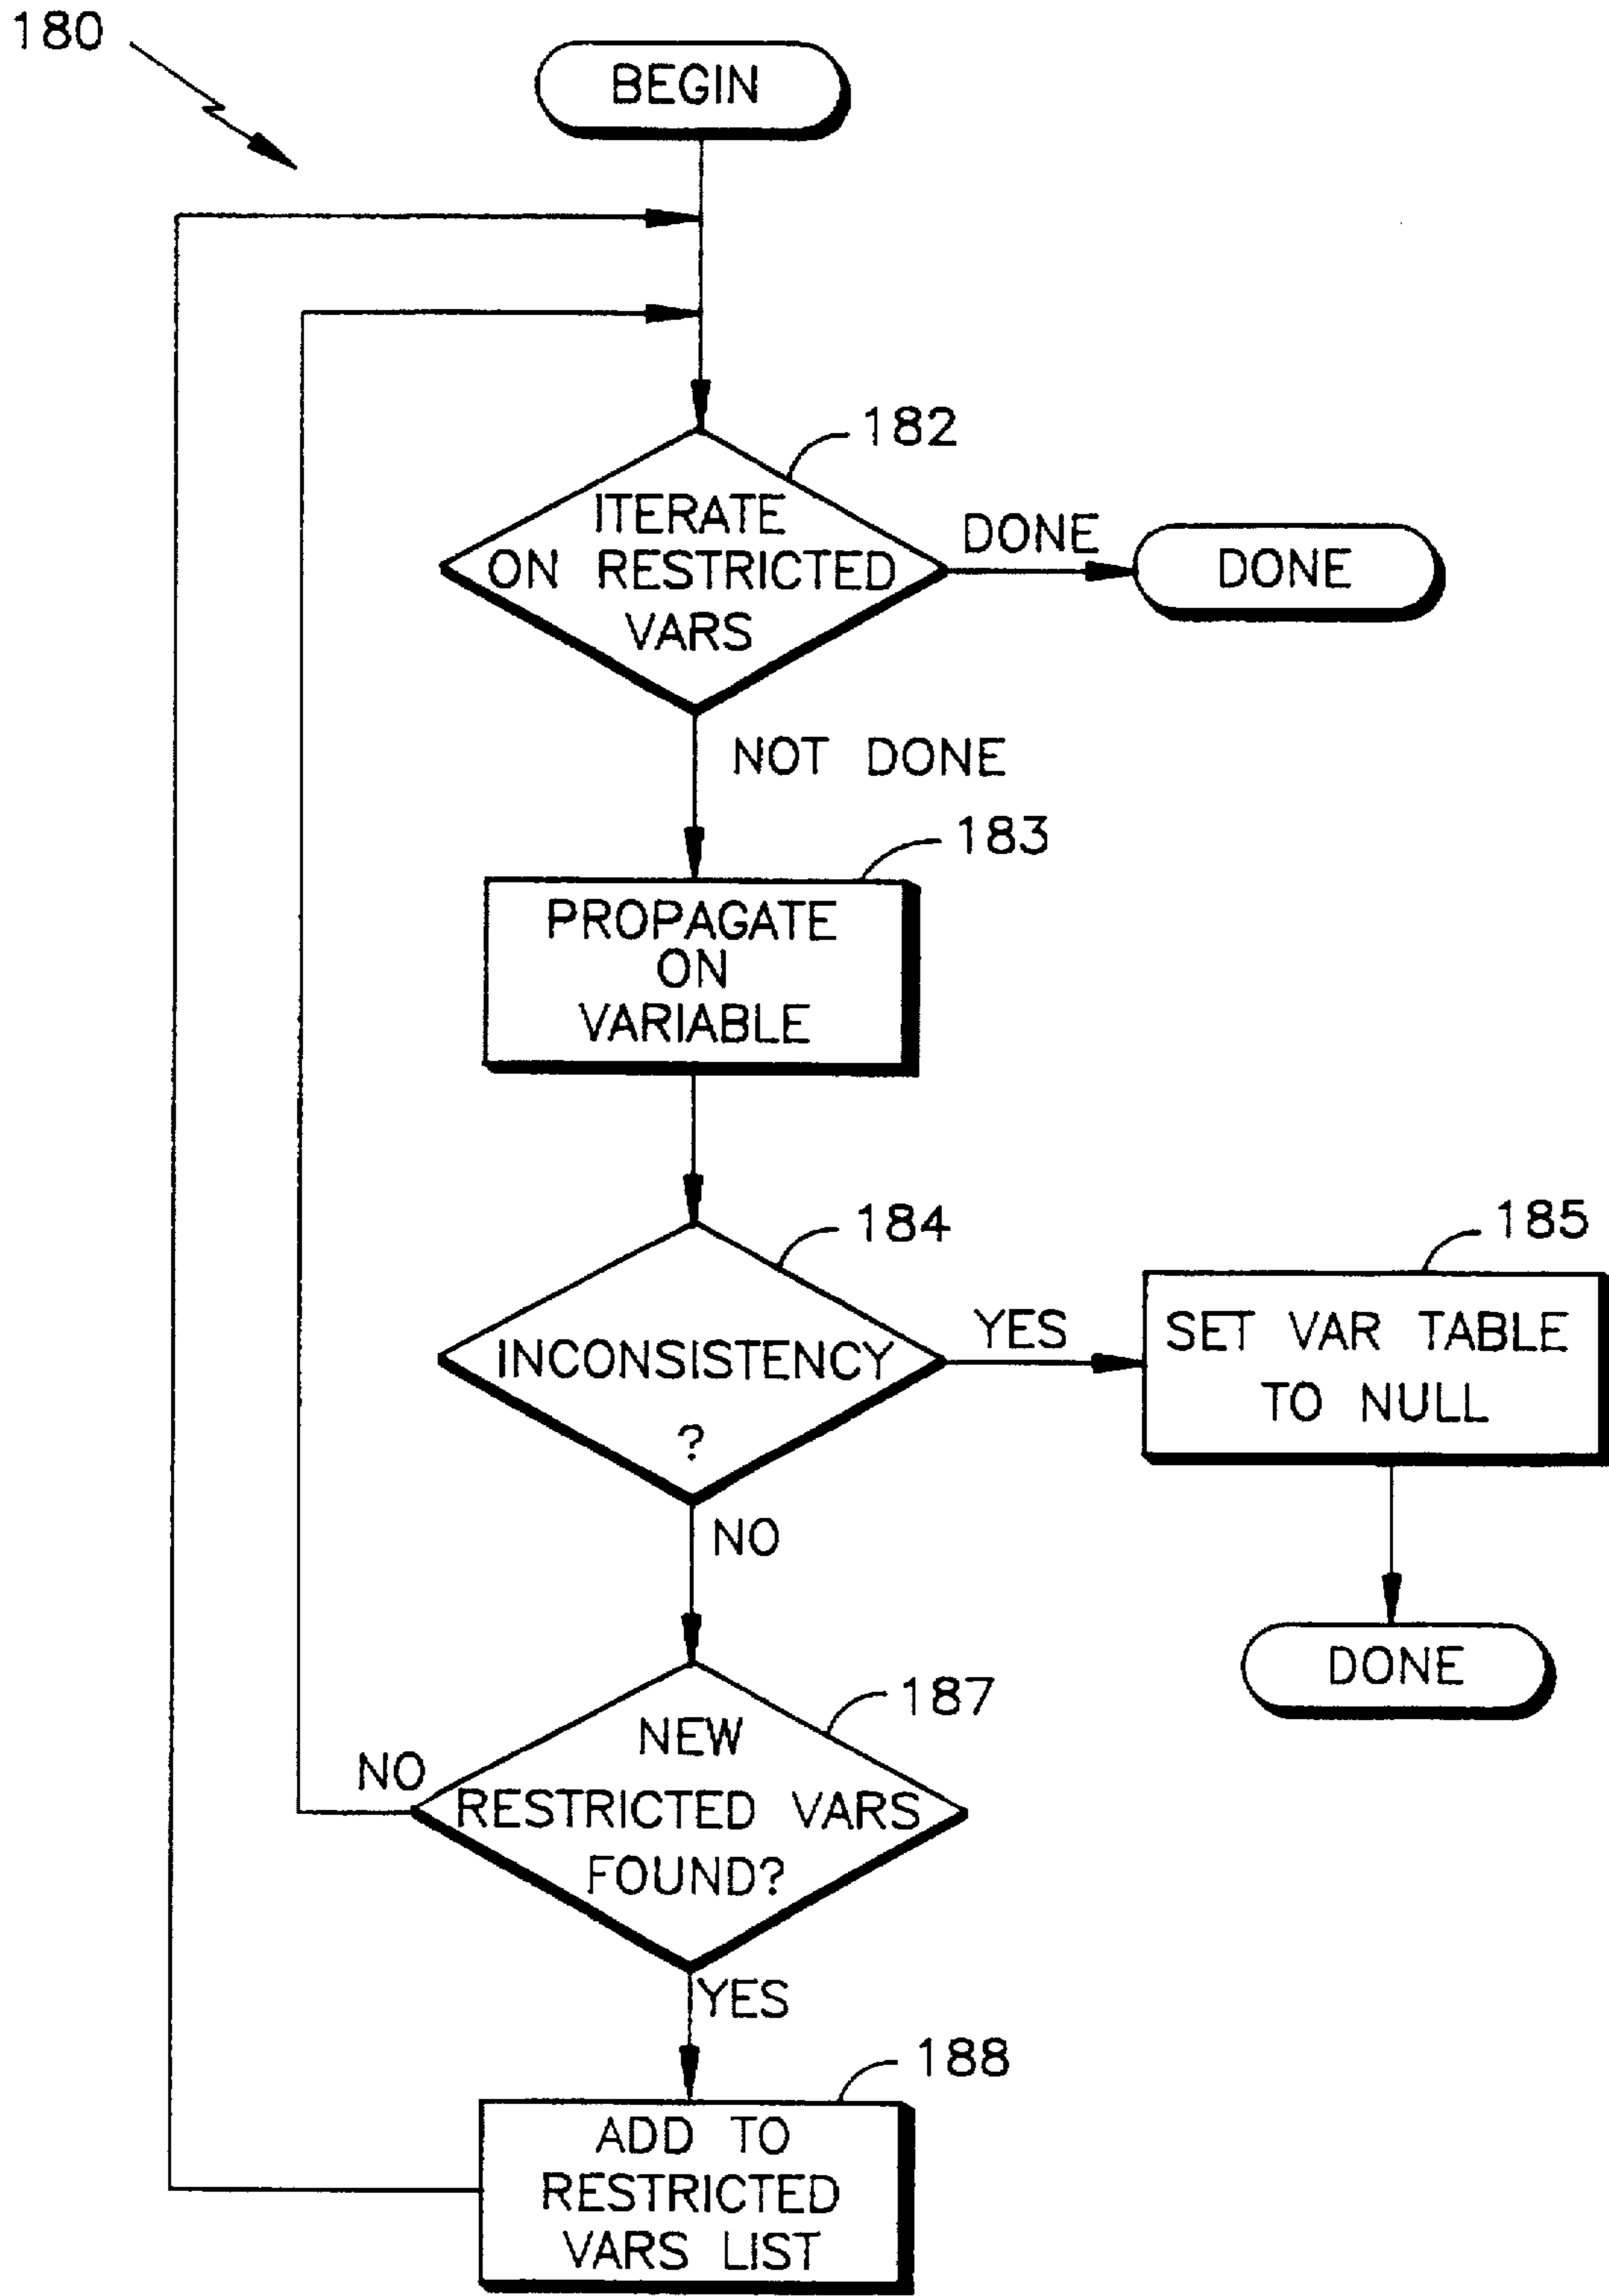 180
BEGIN
182
ITERATE
ON RESTRICTED
VARS
DONE
DONE
NOT DONE
183
PROPAGATE
ON
VARIABLE
184
INCONSISTENCY
?
YES
185
SET VAR TABLE
TO NULL
NO
DONE
187
NEW
RESTRICTED VARS
FOUND?
NO
YES
188
ADD TO
RESTRICTED
VARS LIST